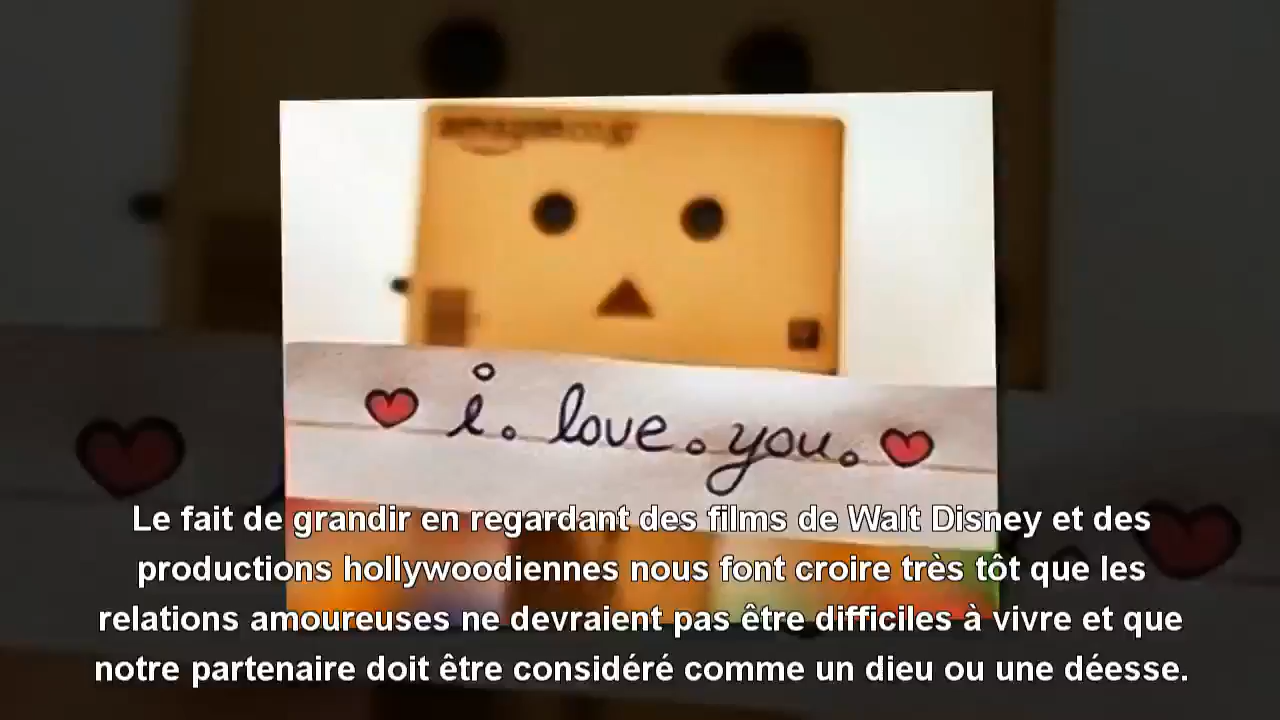 i. love. you.
Le fait de grandir en regardant des films de Walt Disney et des
productions hollywoodiennes nous font croire très tôt que les
relations amoureuses ne devraient pas être difficiles à vivre et que
notre partenaire doit être considéré comme un dieu ou une déesse.